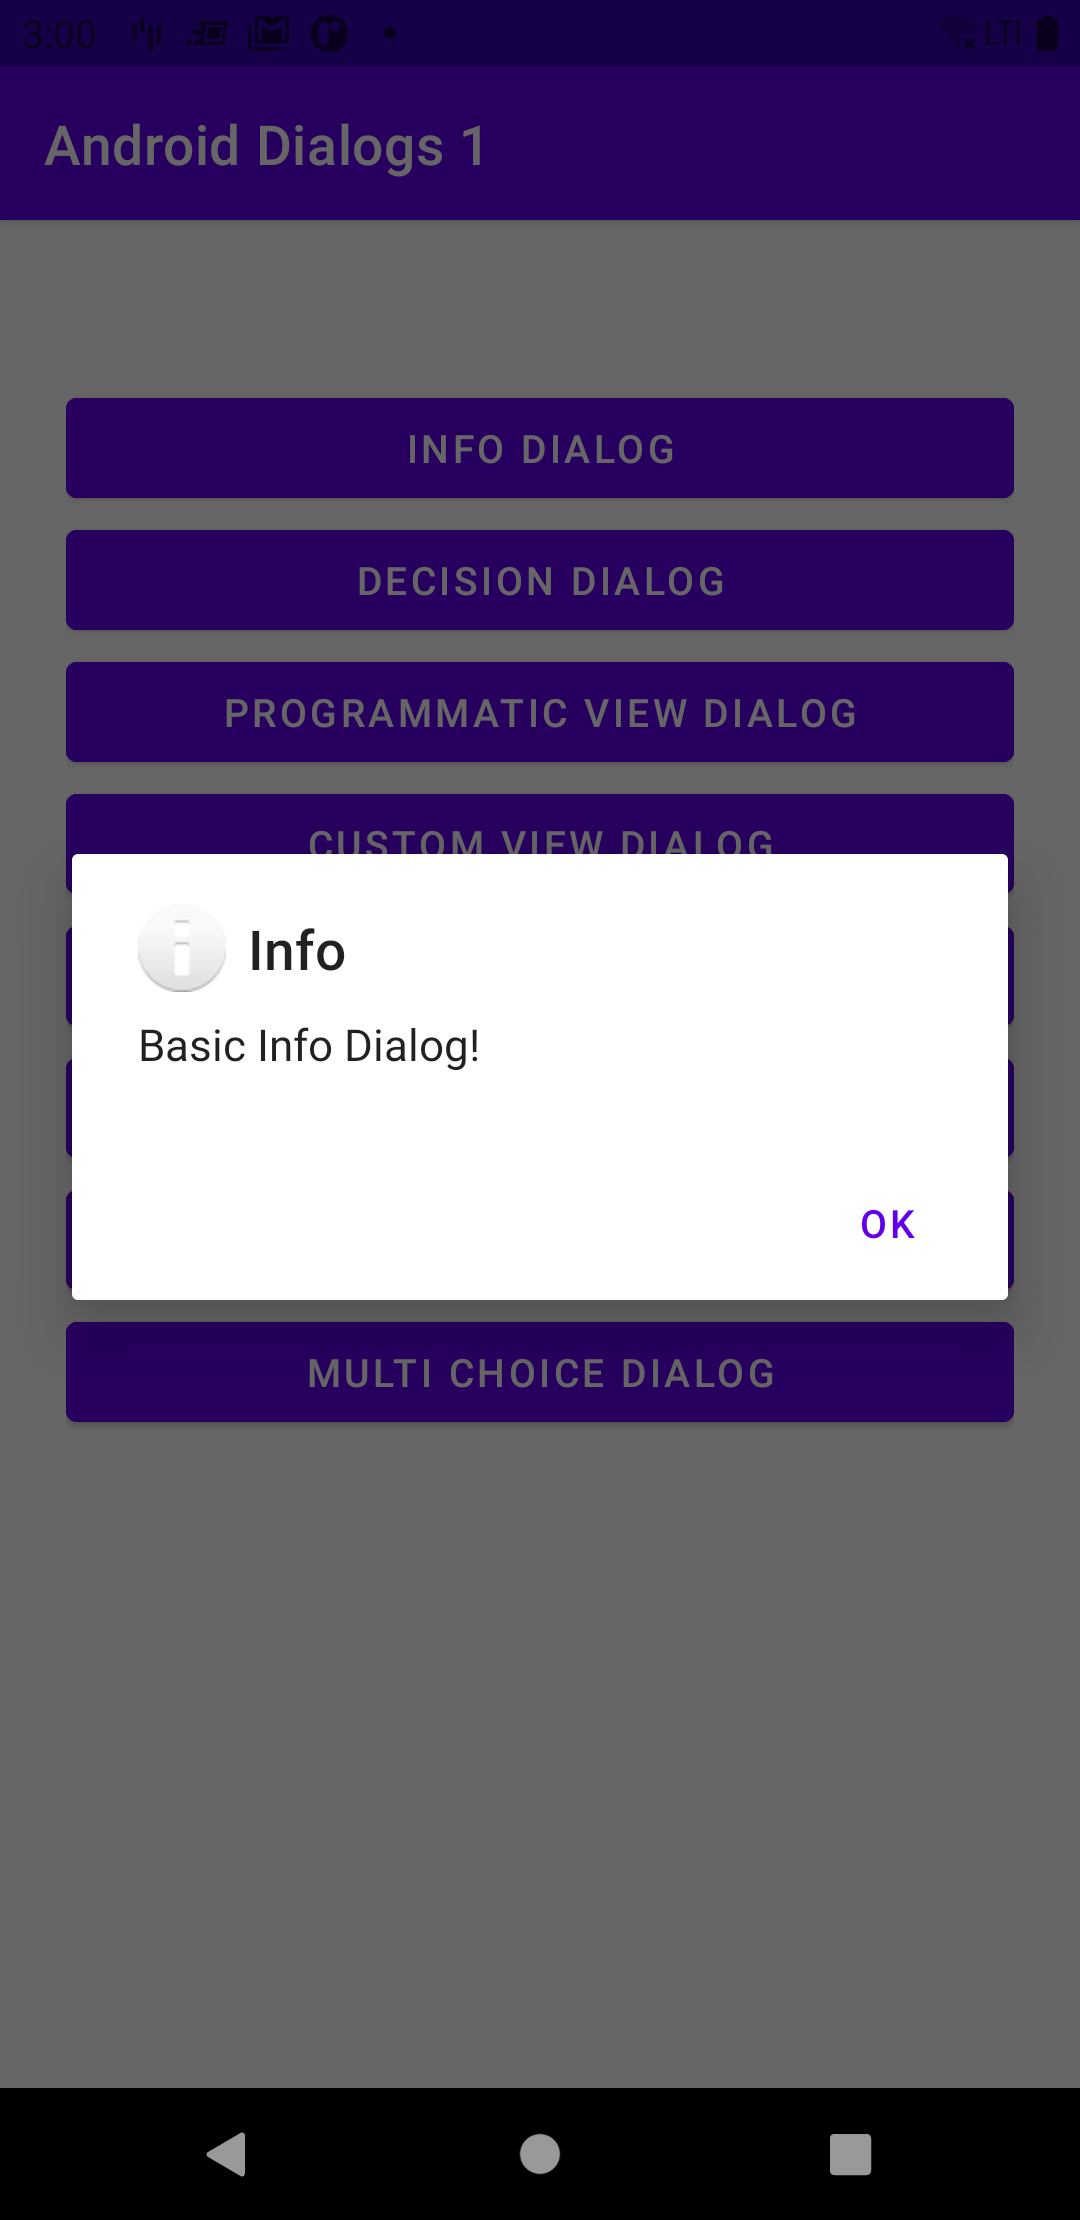 3:00
LTE
Android Dialogs 1
INFO DIALOG
DECISION DIALOG
PROGRAMMATIC VIEW DIALOG
CUSTOM VIEW DIALOG
Info
Basic Info Dialog!
OK
MULTI CHOICE DIALOG